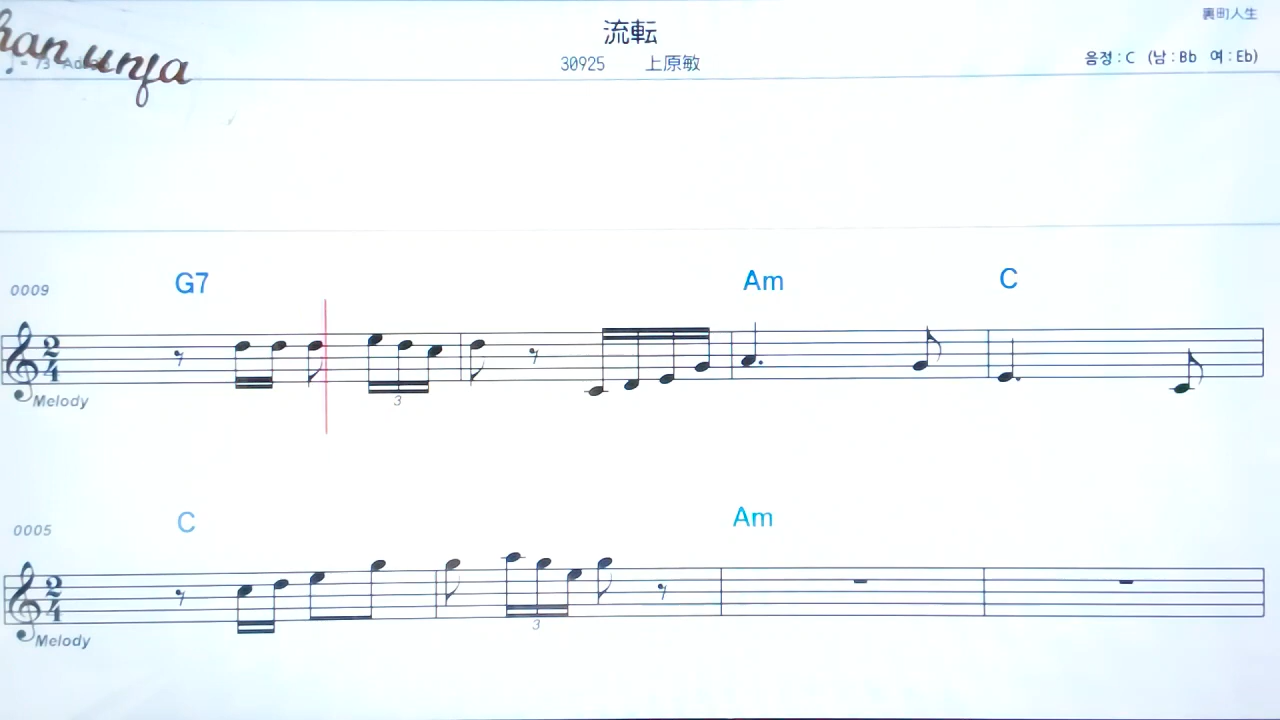 裏町人生
流転
30925 上原敏
음정 : C (남 : Bb 여 : Eb)
han unja
G7 Am C
0009
Melody
3
C Am
0005
Melody
3